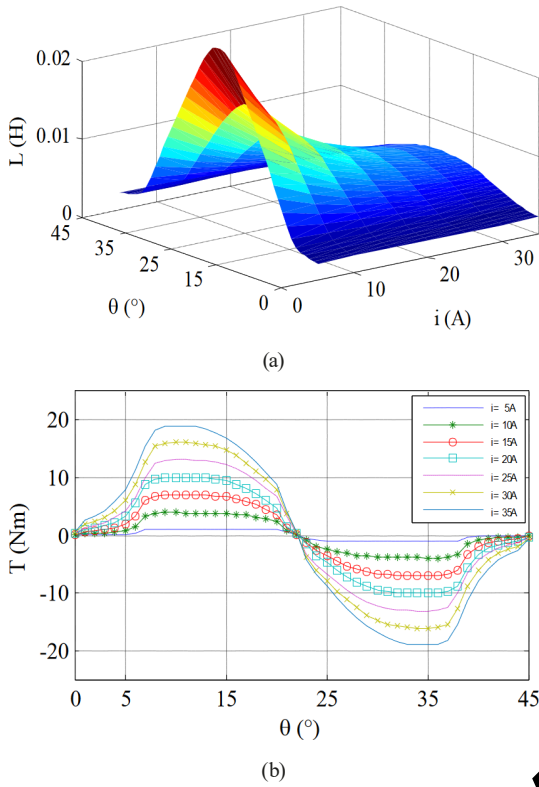 0.02
0.01
0
L (H)
45
35
25
15
0
θ (°)
0
10
20
30
i (A)
(a)
20
10
0
-10
-20
T (Nm)
i= 5A
i= 10A
i= 15A
i= 20A
i= 25A
i= 30A
i= 35A
0
5
15
25
35
45
θ (°)
(b)